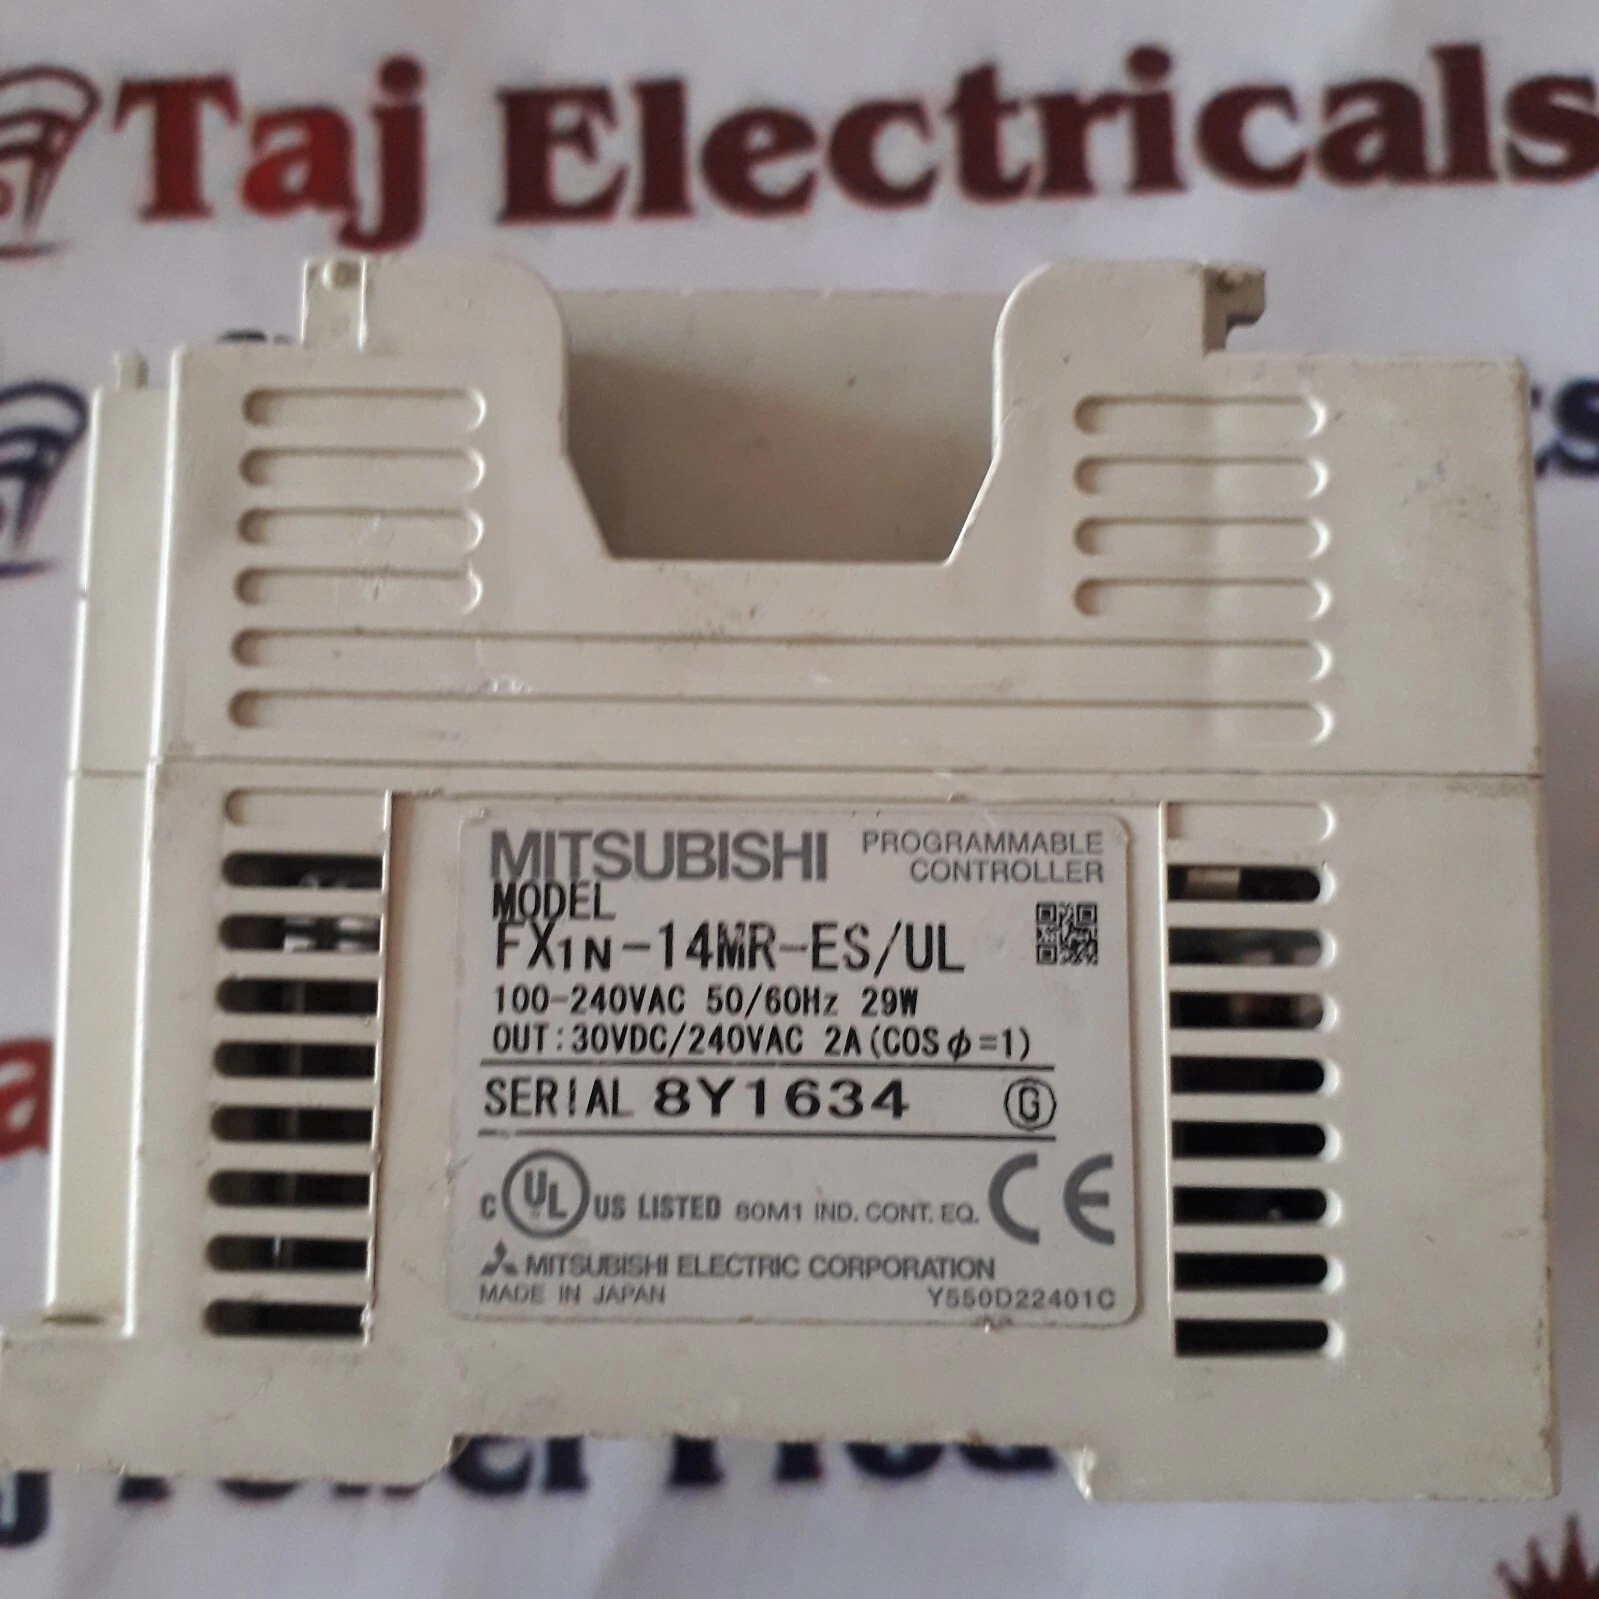 Taj Electricals
MITSUBISHI PROGRAMMABLE
CONTROLLER
MODEL
FX1N-14MR-ES/UL
100-240VAC 50/60Hz 29W
OUT:30VDC/240VAC 2A(COSφ=1)
SERIAL 8Y1634 G
C UL US LISTED 80M1 IND. CONT. EQ. CE
MITSUBISHI ELECTRIC CORPORATION
MADE IN JAPAN Y550D22401C